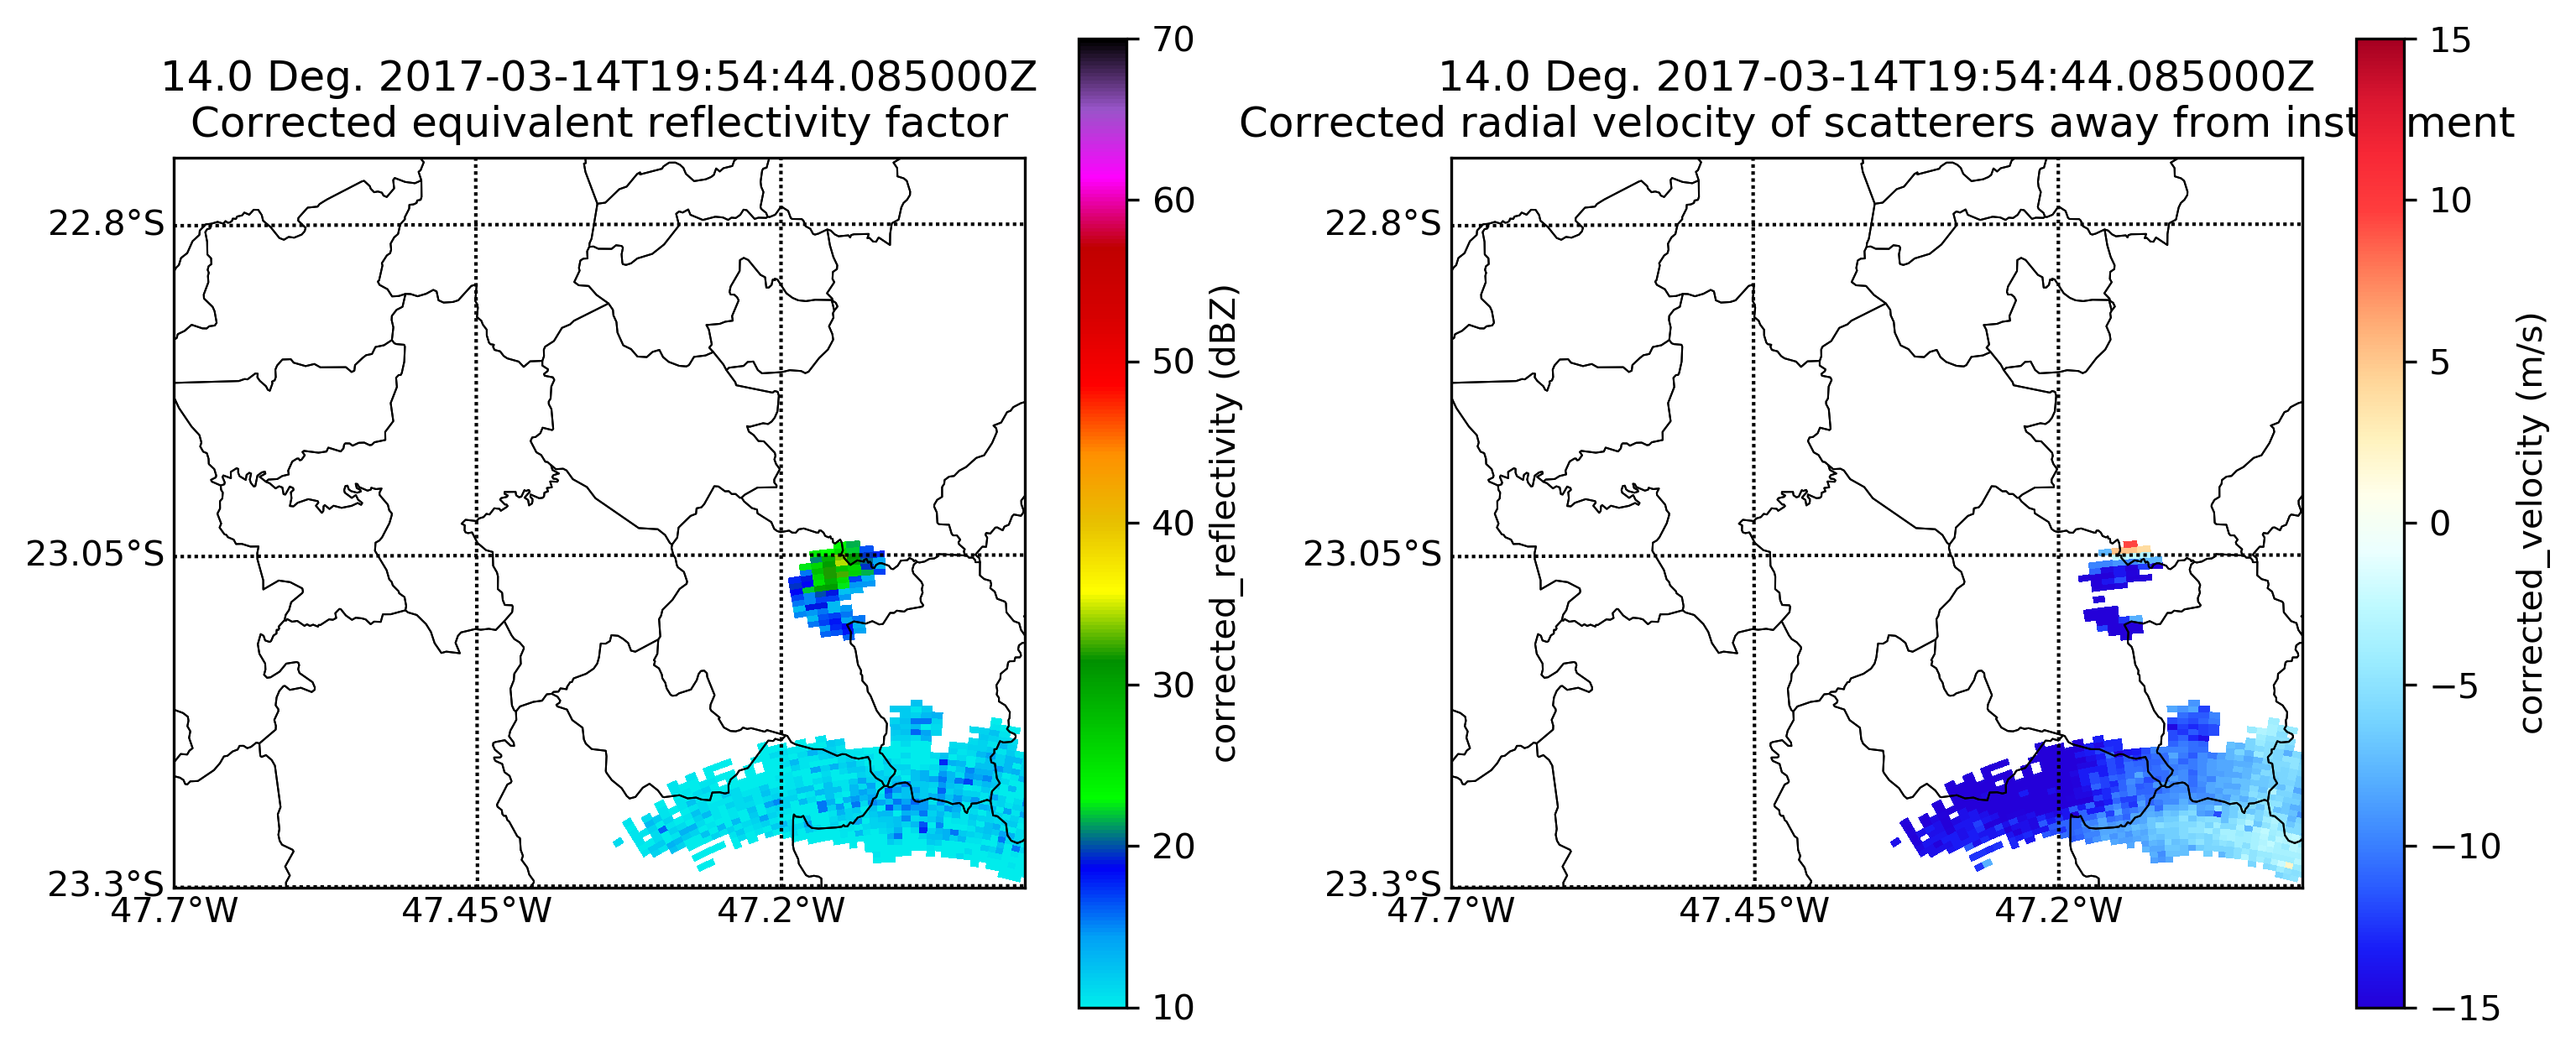 14.0 Deg. 2017-03-14T19:54:44.085000Z
Corrected equivalent reflectivity factor
22.8°S
23.05°S
23.3°S
47.7°W
47.45°W
47.2°W
70
60
50
40
30
20
10
corrected_reflectivity (dBZ)
14.0 Deg. 2017-03-14T19:54:44.085000Z
Corrected radial velocity of scatterers away from inst ment
22.8°S
23.05°S
23.3°S
47.7°W
47.45°W
47.2°W
15
10
5
0
−5
−10
−15
corrected_velocity (m/s)